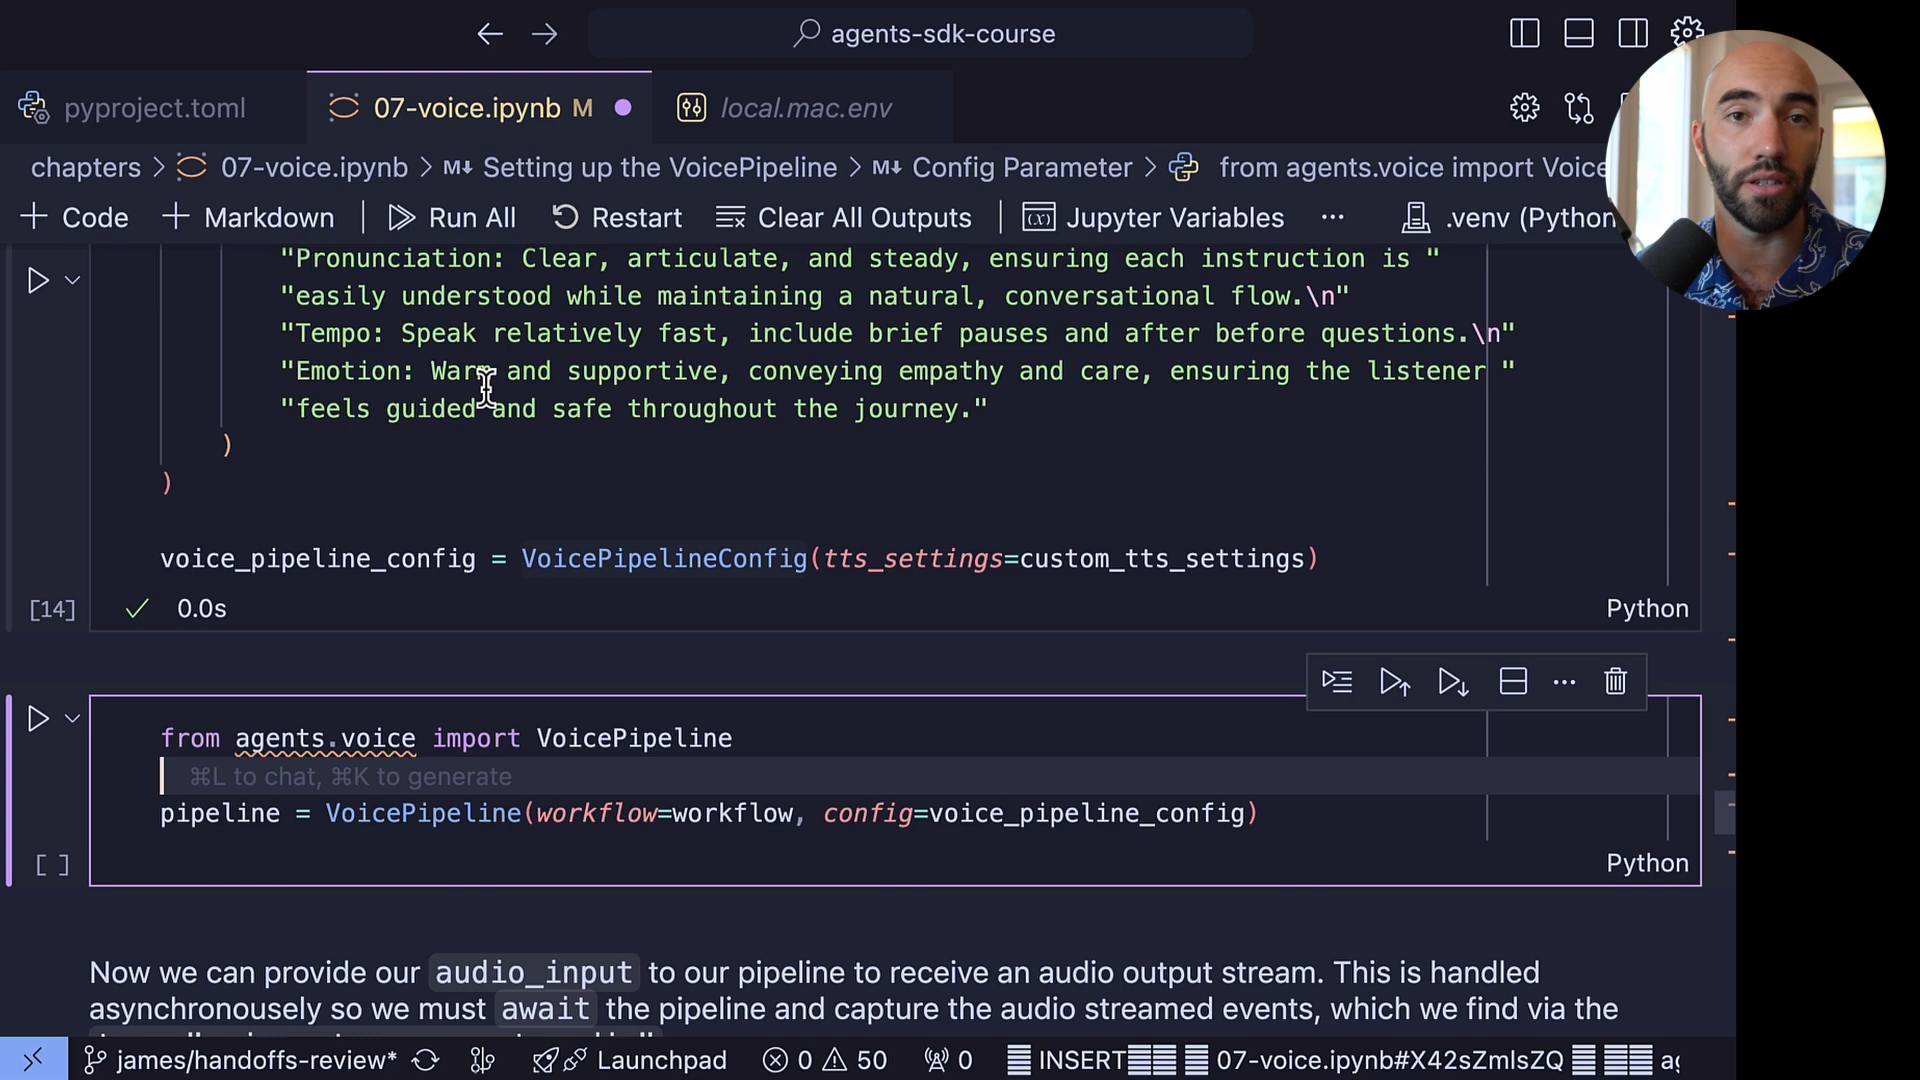 agents-sdk-course
pyproject.toml
07-voice.ipynb M
local.mac.env
chapters > 07-voice.ipynb > M↓ Setting up the VoicePipeline > M↓ Config Parameter > from agents.voice import Voice
+ Code + Markdown Run All Restart Clear All Outputs Jupyter Variables ... .venv (Python
"Pronunciation: Clear, articulate, and steady, ensuring each instruction is "
"easily understood while maintaining a natural, conversational flow.\n"
"Tempo: Speak relatively fast, include brief pauses and after before questions.\n"
"Emotion: Warm and supportive, conveying empathy and care, ensuring the listener "
"feels guided and safe throughout the journey."
)
)
voice_pipeline_config = VoicePipelineConfig(tts_settings=custom_tts_settings)
[14] 0.0s Python
from agents.voice import VoicePipeline
⌘L to chat, ⌘K to generate
pipeline = VoicePipeline(workflow=workflow, config=voice_pipeline_config)
[ ] Python
Now we can provide our audio_input to our pipeline to receive an audio output stream. This is handled
asynchronousely so we must await the pipeline and capture the audio streamed events, which we find via the
james/handoffs-review* Launchpad 0 50 0 INSERT 07-voice.ipynb#X42sZmlsZQ